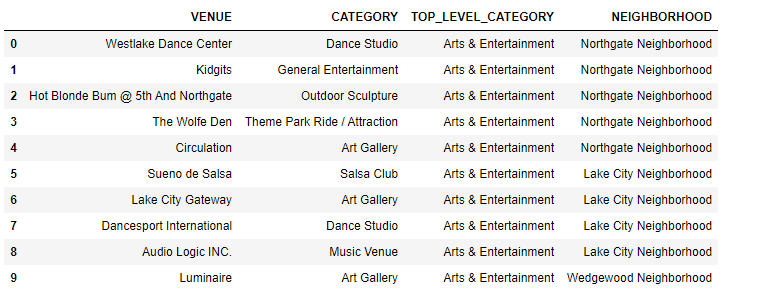 VENUE CATEGORY TOP_LEVEL_CATEGORY NEIGHBORHOOD
0 Westlake Dance Center Dance Studio Arts & Entertainment Northgate Neighborhood
1 Kidgits General Entertainment Arts & Entertainment Northgate Neighborhood
2 Hot Blonde Bum @ 5th And Northgate Outdoor Sculpture Arts & Entertainment Northgate Neighborhood
3 The Wolfe Den Theme Park Ride / Attraction Arts & Entertainment Northgate Neighborhood
4 Circulation Art Gallery Arts & Entertainment Northgate Neighborhood
5 Sueno de Salsa Salsa Club Arts & Entertainment Lake City Neighborhood
6 Lake City Gateway Art Gallery Arts & Entertainment Lake City Neighborhood
7 Dancesport International Dance Studio Arts & Entertainment Lake City Neighborhood
8 Audio Logic INC. Music Venue Arts & Entertainment Lake City Neighborhood
9 Luminaire Art Gallery Arts & Entertainment Wedgewood Neighborhood